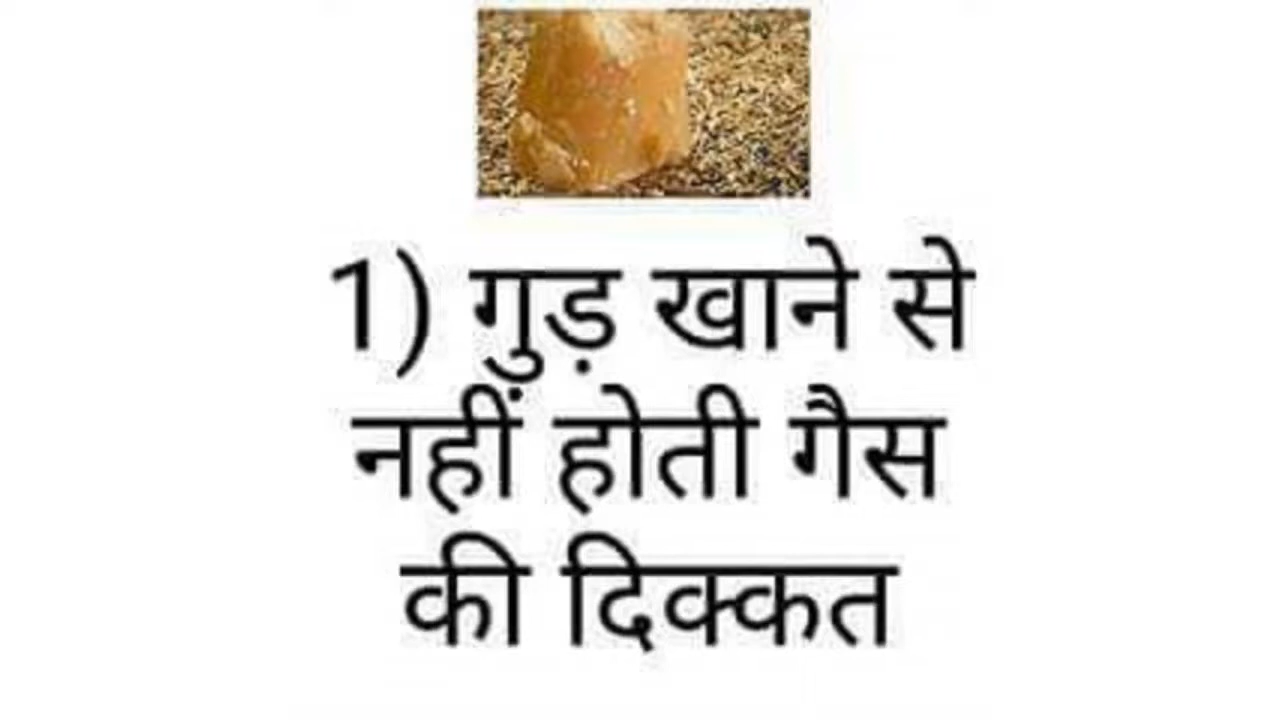 1) गुड़ खाने से
नहीं होती गैस
की दिक्कत